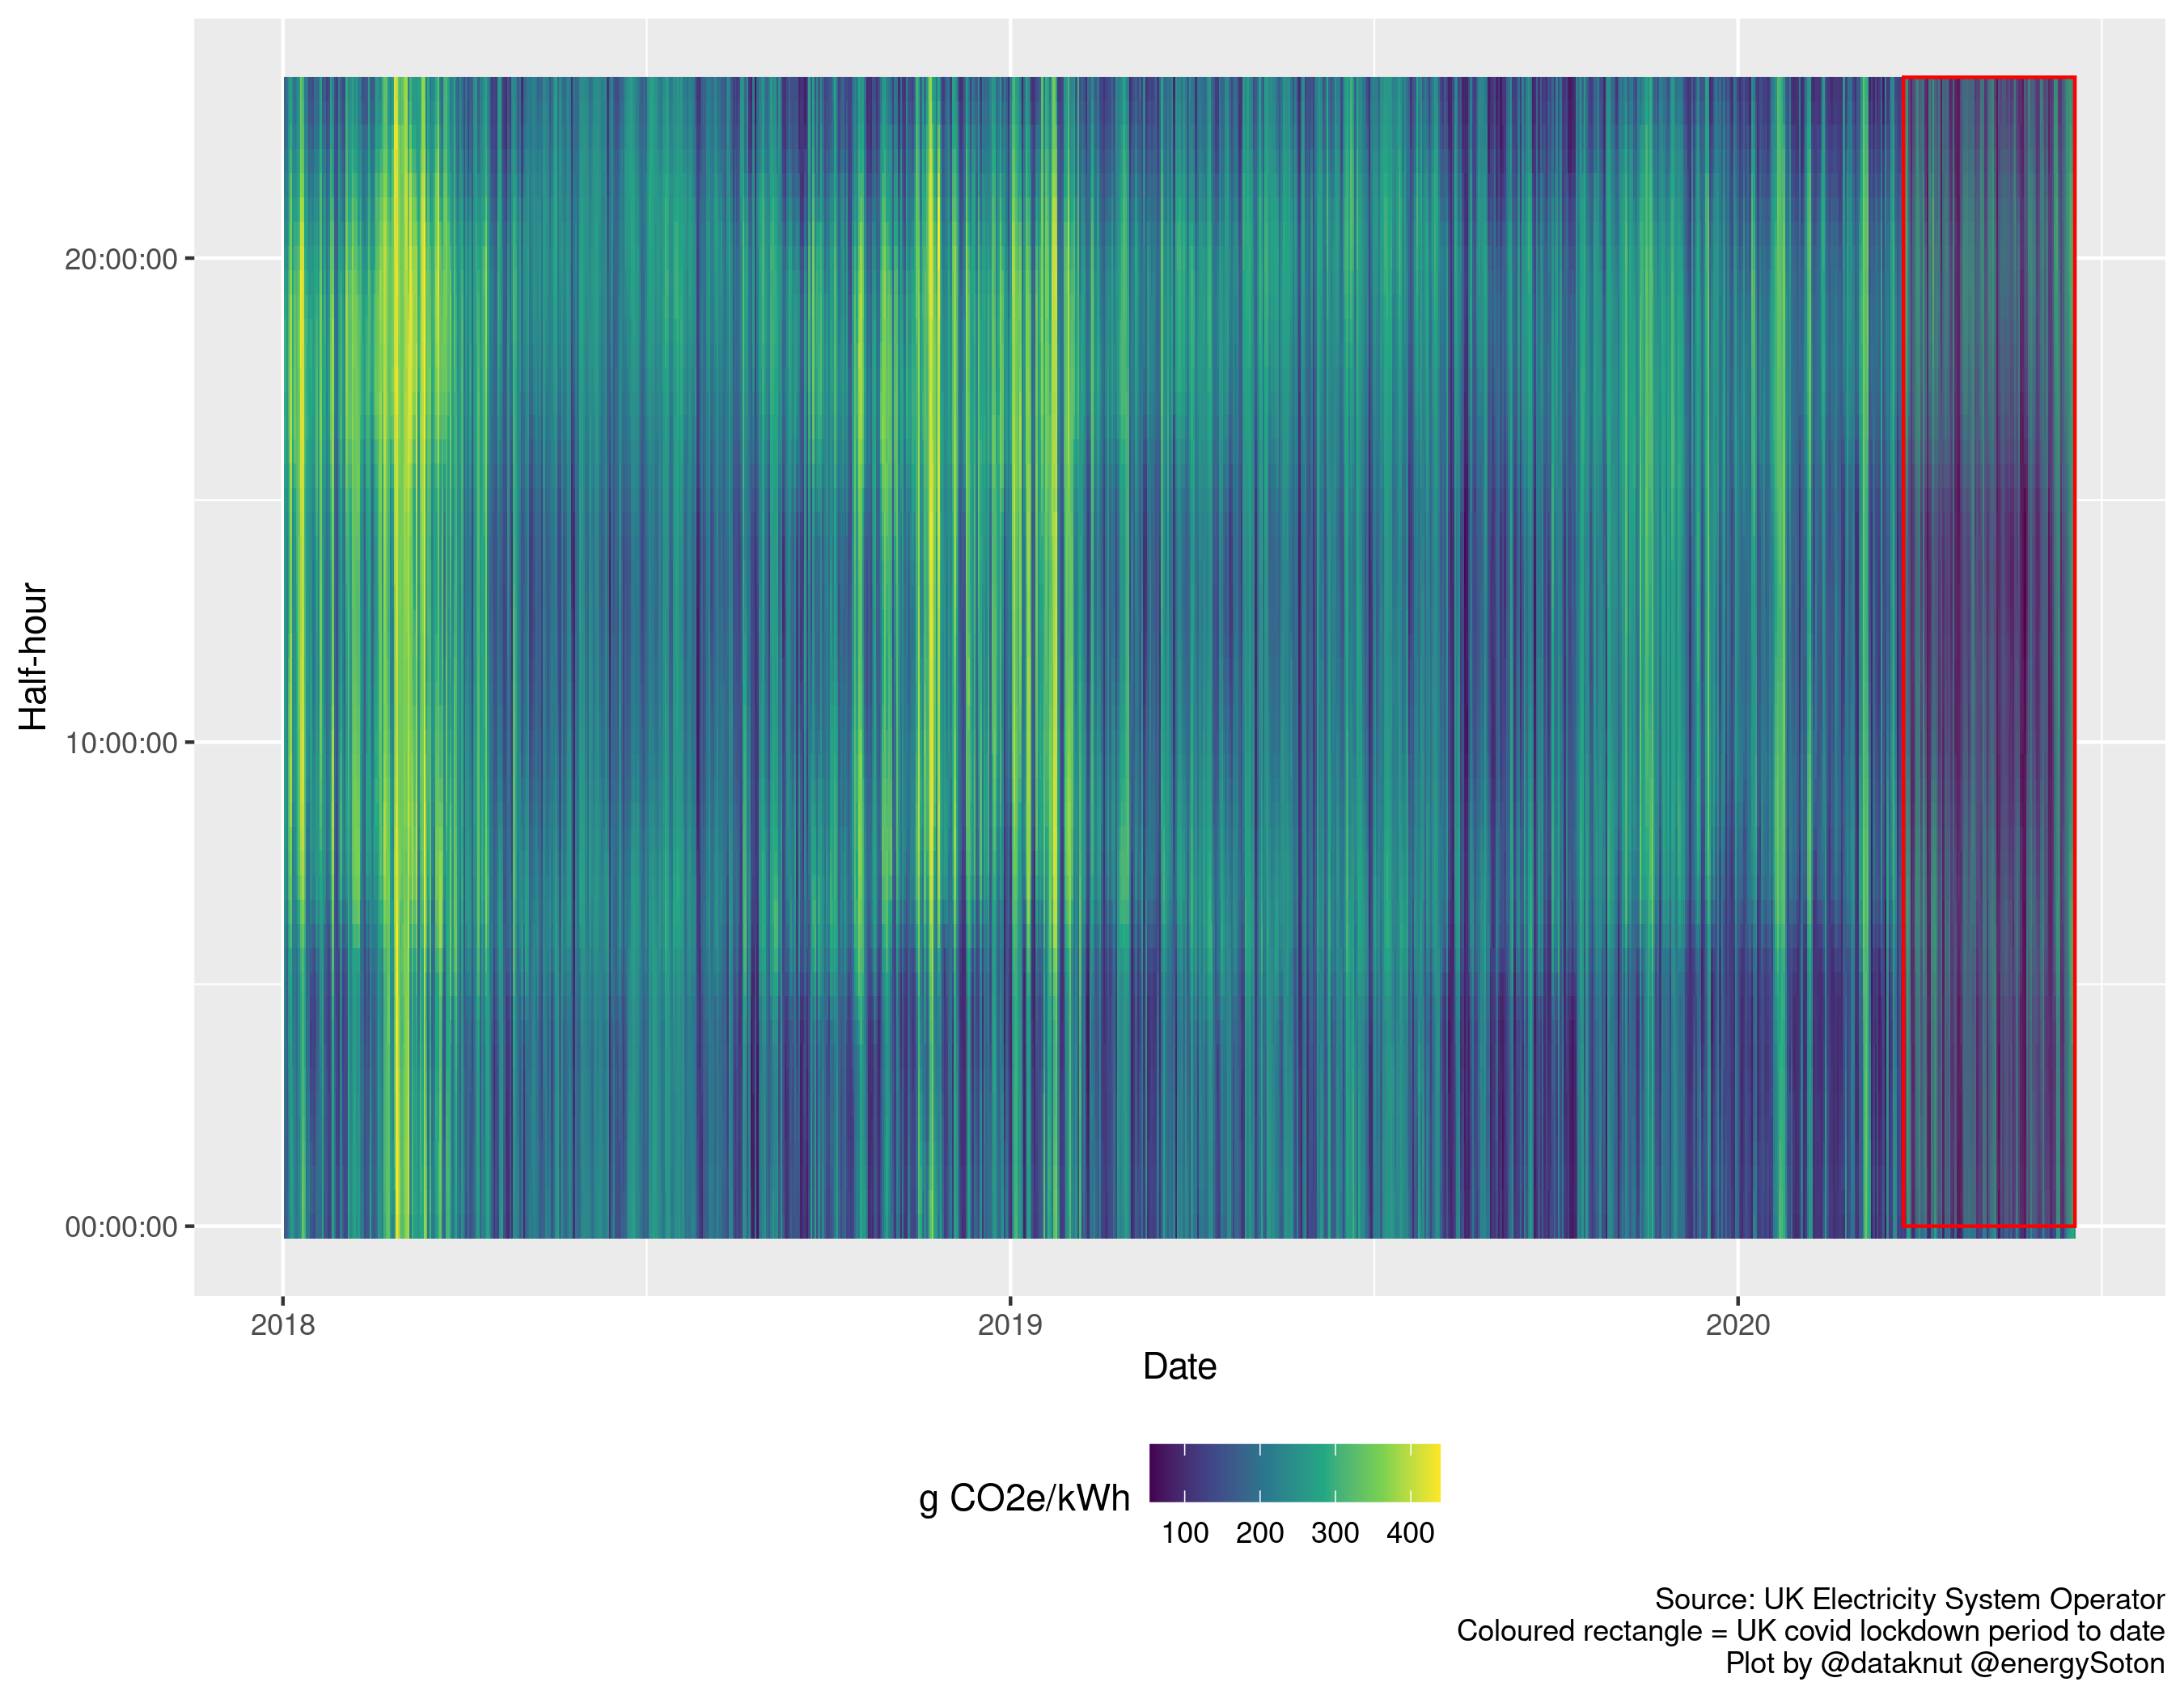 Half-hour
20:00:00
10:00:00
00:00:00
2018 2019 2020
Date
g CO2e/kWh
100 200 300 400
Source: UK Electricity System Operator
Coloured rectangle = UK covid lockdown period to date
Plot by @dataknut @energySoton